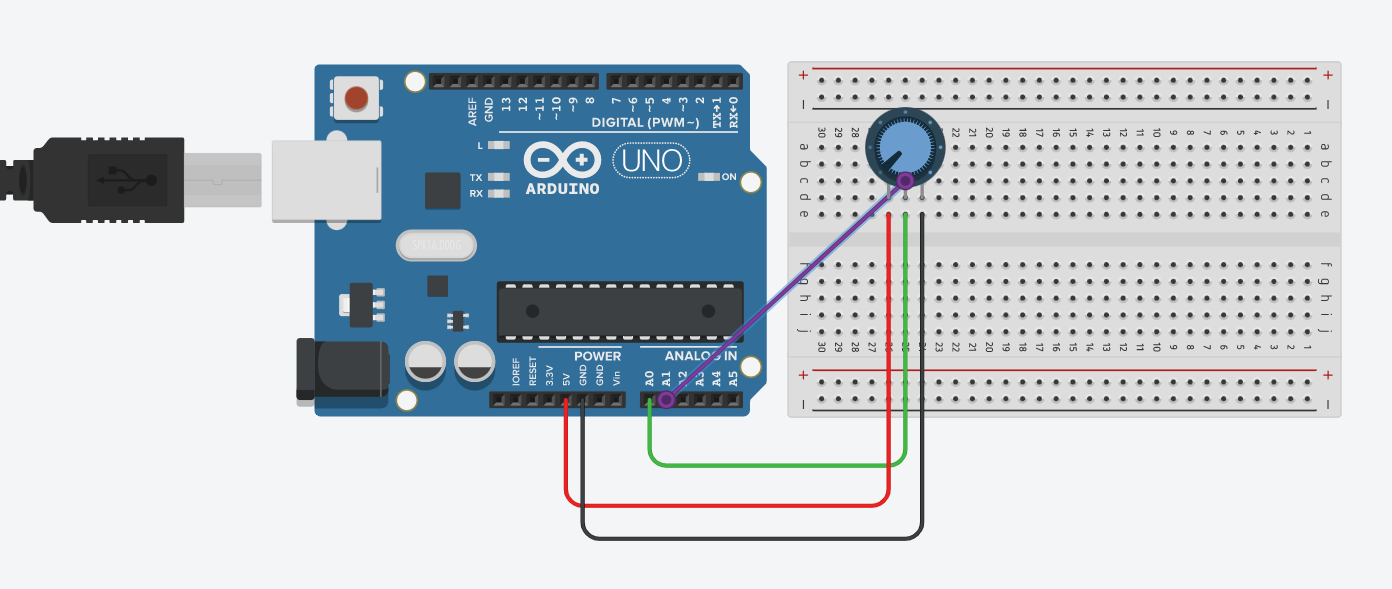 + +
– –
AREF
GND
13
12
~11
~10
~9
8
7
~6
~5
4
~3
2
TX→1
RX←0
DIGITAL (PWM~)
L
TX
RX
ARDUINO
UNO
ON
30 29 28 22 21 20 19 18 17 16 15 14 13 12 11 10 9 8 7 6 5 4 3 2 1
a a
b b
c c
d d
e e
f f
g g
h h
i i
j j
30 29 28 27 20 19 18 17 16 15 14 13 12 11 10 9 8 7 6 5 4 3 2 1
POWER
ANALOG IN
IOREF
RESET
3.3V
5V
GND
GND
Vin
A0
A1
A2
A3
A4
A5
+ +
– –